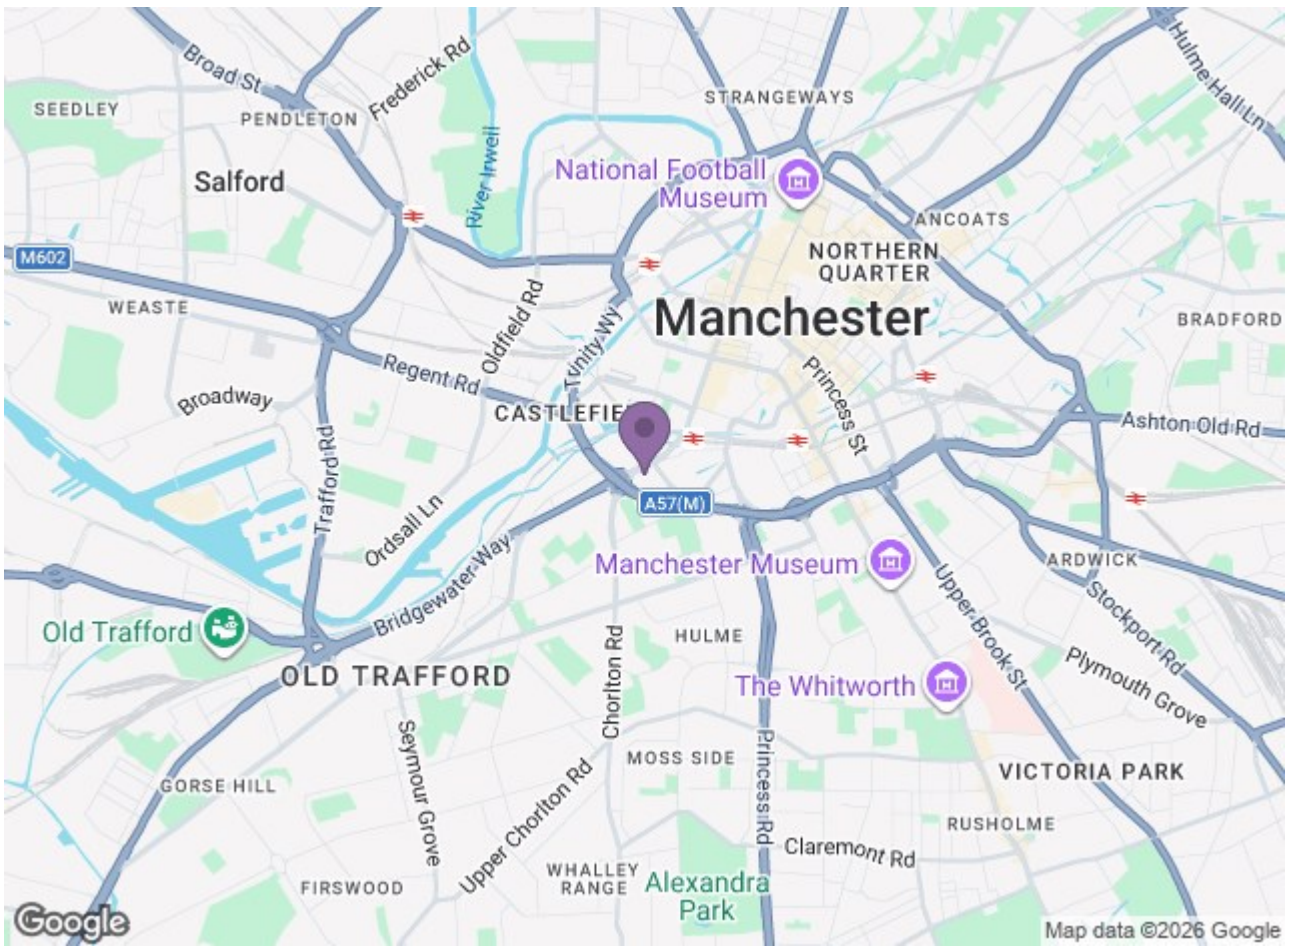 Broad St
Frederick Rd
Hulme Hall Ln
SEEDLEY
PENDLETON
STRANGEWAYS
River Irwell
National Football
Museum
Salford
ANCOATS
NORTHERN
QUARTER
M602
WEASTE
Oldfield Rd
Trinity Wy
Manchester
BRADFORD
Regent Rd
Princess St
Broadway
CASTLEFIE
Ashton Old Rd
Trafford Rd
Ordsall Ln
A57(M)
Bridgewater Way
Manchester Museum
ARDWICK
Upper Brook St
Stockport Rd
Old Trafford
HULME
Plymouth Grove
OLD TRAFFORD
Chorlton Rd
The Whitworth
Seymour Grove
Princess Rd
MOSS SIDE
VICTORIA PARK
GORSE HILL
Upper Chorlton Rd
RUSHOLME
Claremont Rd
FIRSWOOD
WHALLEY
RANGE
Alexandra
Park
Google
Map data ©2026 Google